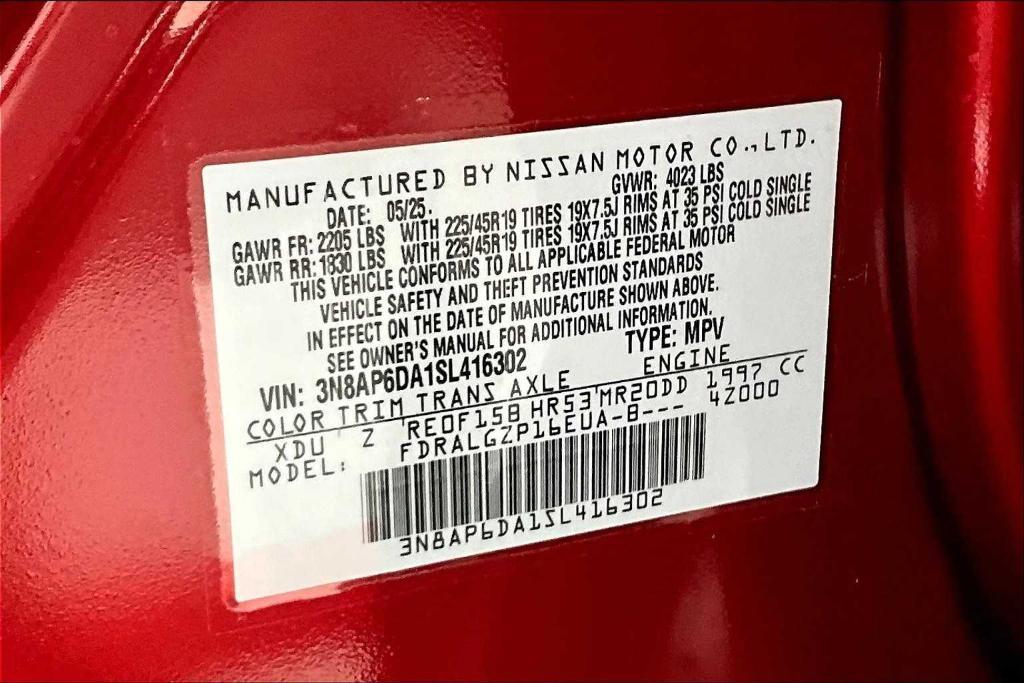 MANUFACTURED BY NISSAN MOTOR CO.,LTD.
DATE: 05/25. GVWR: 4023 LBS
GAWR FR: 2205 LBS WITH 225/45R19 TIRES 19X7.5J RIMS AT 35 PSI COLD SINGLE
GAWR RR: 1830 LBS WITH 225/45R19 TIRES 19X7.5J RIMS AT 35 PSI COLD SINGLE
THIS VEHICLE CONFORMS TO ALL APPLICABLE FEDERAL MOTOR
VEHICLE SAFETY AND THEFT PREVENTION STANDARDS
IN EFFECT ON THE DATE OF MANUFACTURE SHOWN ABOVE.
SEE OWNER'S MANUAL FOR ADDITIONAL INFORMATION.
VIN: 3N8AP6DA1SL416302 TYPE: MPV
COLOR TRIM TRANS AXLE ENGINE
XDU Z RE0F15B HR53 MR20DD 1997 CC
MODEL: FDRALGZP16EUA-B--- 42000
3N8AP6DA1SL416302